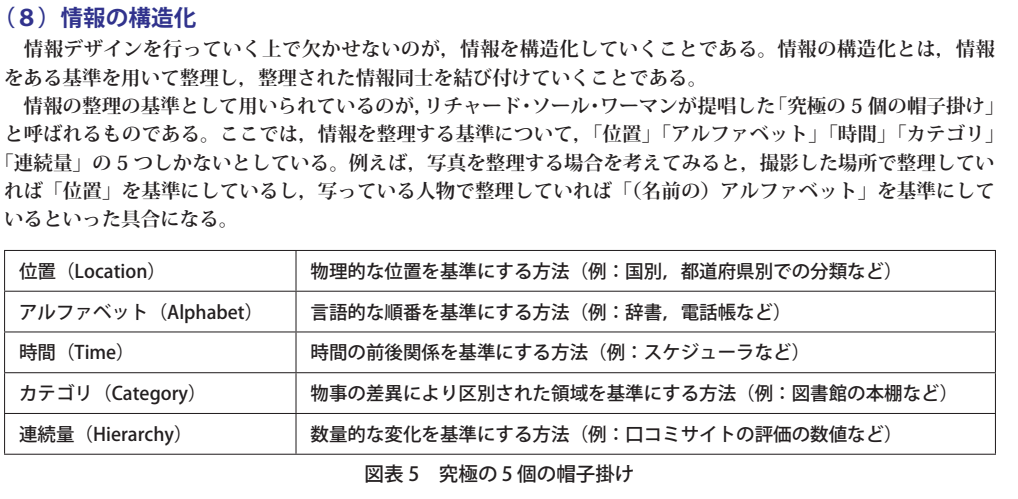 （８）情報の構造化
　情報デザインを行っていく上で欠かせないのが，情報を構造化していくことである。情報の構造化とは，情報
をある基準を用いて整理し，整理された情報同士を結び付けていくことである。
　情報の整理の基準として用いられているのが，リチャード・ソール・ワーマンが提唱した「究極の５個の帽子掛け」
と呼ばれるものである。ここでは，情報を整理する基準について，「位置」「アルファベット」「時間」「カテゴリ」
「連続量」の５つしかないとしている。例えば，写真を整理する場合を考えてみると，撮影した場所で整理してい
れば「位置」を基準にしているし，写っている人物で整理していれば「（名前の）アルファベット」を基準にして
いるといった具合になる。
位置（Location） 物理的な位置を基準にする方法（例：国別，都道府県別での分類など）
アルファベット（Alphabet） 言語的な順番を基準にする方法（例：辞書，電話帳など）
時間（Time） 時間の前後関係を基準にする方法（例：スケジューラなど）
カテゴリ（Category） 物事の差異により区別された領域を基準にする方法（例：図書館の本棚など）
連続量（Hierarchy） 数量的な変化を基準にする方法（例：口コミサイトの評価の数値など）
図表５　究極の５個の帽子掛け